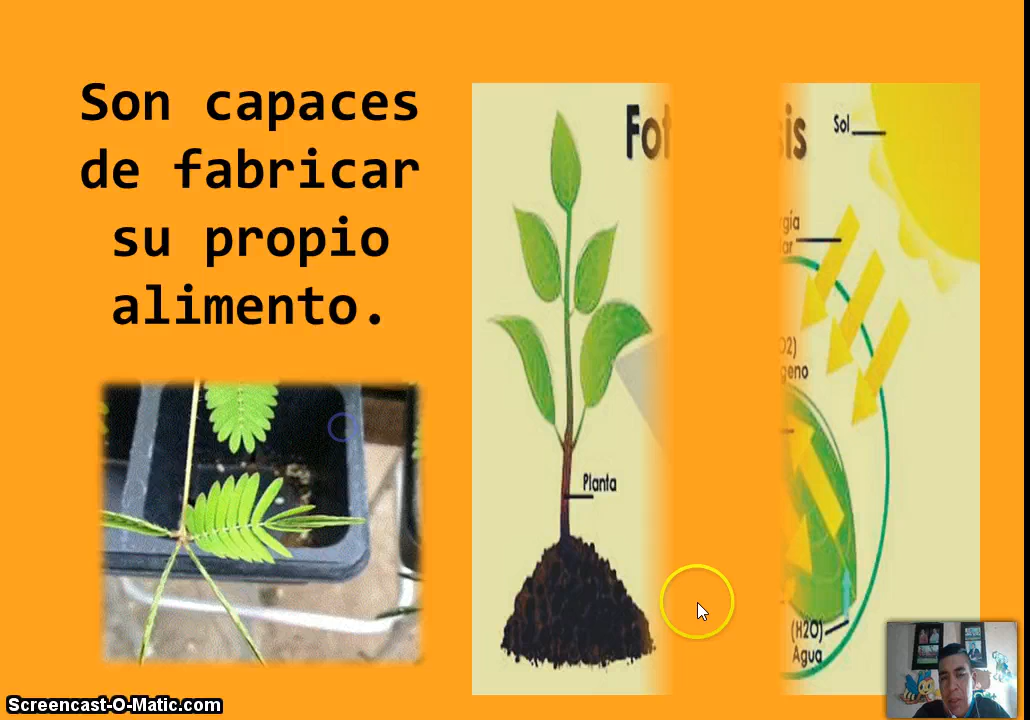 Son capaces
de fabricar
su propio
alimento.
Sol
Planta
(H2O)
Agua
Screencast-O-Matic.com